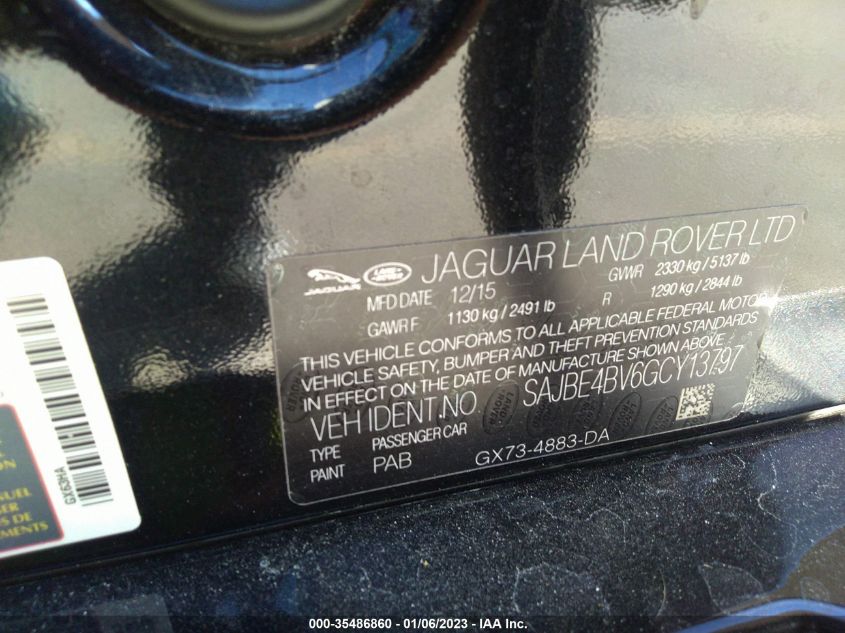 JAGUAR
LAND ROVER
JAGUAR LAND ROVER LTD
MFD DATE 12/15 GVWR 2330 kg / 5137 lb
GAWR F 1130 kg / 2491 lb R 1290 kg / 2844 lb
THIS VEHICLE CONFORMS TO ALL APPLICABLE FEDERAL MOTOR
VEHICLE SAFETY, BUMPER AND THEFT PREVENTION STANDARDS
IN EFFECT ON THE DATE OF MANUFACTURE SHOWN ABOVE
VEH IDENT.NO. SAJBE4BV6GCY13797
TYPE PASSENGER CAR
PAINT PAB GX73-4883-DA
GX63HA
000-35486860 - 01/06/2023 - IAA Inc.